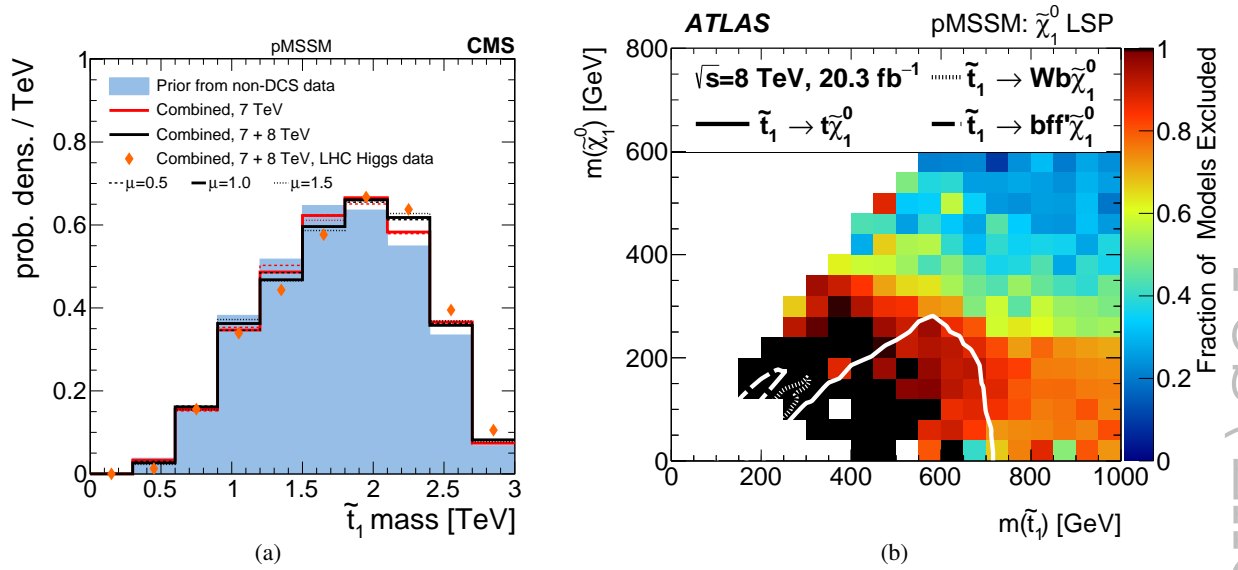 pMSSM CMS
prob. dens. / TeV
1
0.8
0.6
0.4
0.2
0
Prior from non-DCS data
Combined, 7 TeV
Combined, 7 + 8 TeV
Combined, 7 + 8 TeV, LHC Higgs data
μ=0.5 μ=1.0 μ=1.5
0 0.5 1 1.5 2 2.5 3
t̃₁ mass [TeV]
(a)
ATLAS pMSSM: χ̃₁⁰ LSP
m(χ̃₁⁰) [GeV]
800
700
600
500
400
300
200
100
0
√s=8 TeV, 20.3 fb⁻¹ t̃₁ → Wbχ̃₁⁰
t̃₁ → tχ̃₁⁰ t̃₁ → bff'χ̃₁⁰
0 200 400 600 800 1000
m(t̃₁) [GeV]
1
0.8
0.6
0.4
0.2
0
Fraction of Models Excluded
(b)